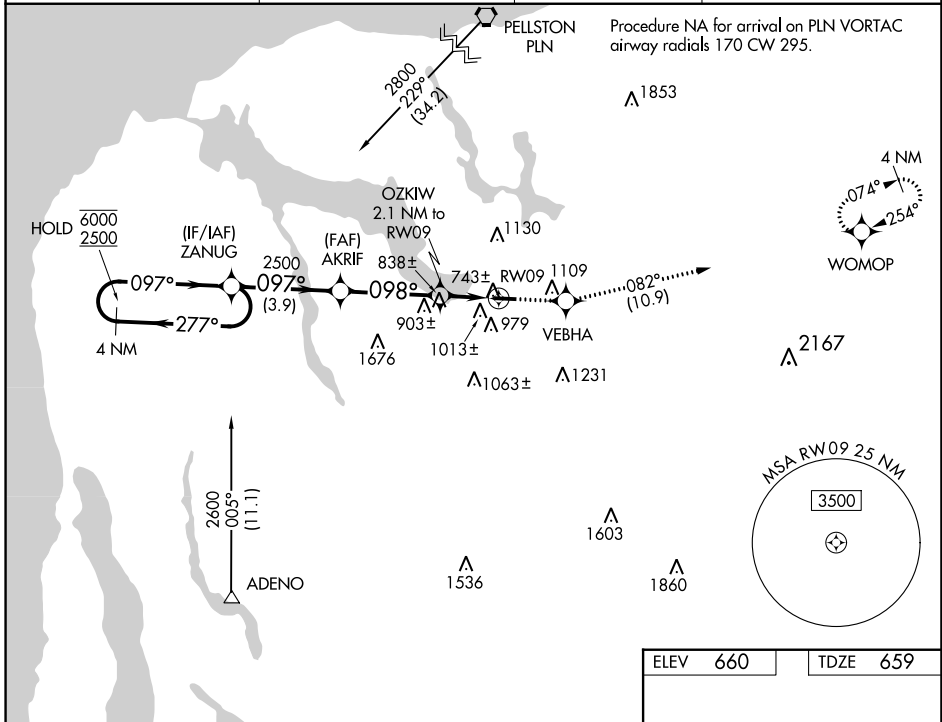 PELLSTON
PLN
Procedure NA for arrival on PLN VORTAC
airway radials 170 CW 295.
2800
229°
(34.2)
1853
4 NM
074°
254°
WOMOP
HOLD 6000
2500
(IF/IAF)
ZANUG
(FAF)
AKRIF
OZKIW
2.1 NM to
RW09
838±
1130
097°
2500
097°
(3.9)
098°
743±
RW09
1109
082°
(10.9)
277°
4 NM
903±
979
VEBHA
1676
1013±
1063±
1231
2167
2600
005°
(11.1)
ADENO
MSA RW09 25 NM
3500
1603
1536
1860
ELEV 660
TDZE 659